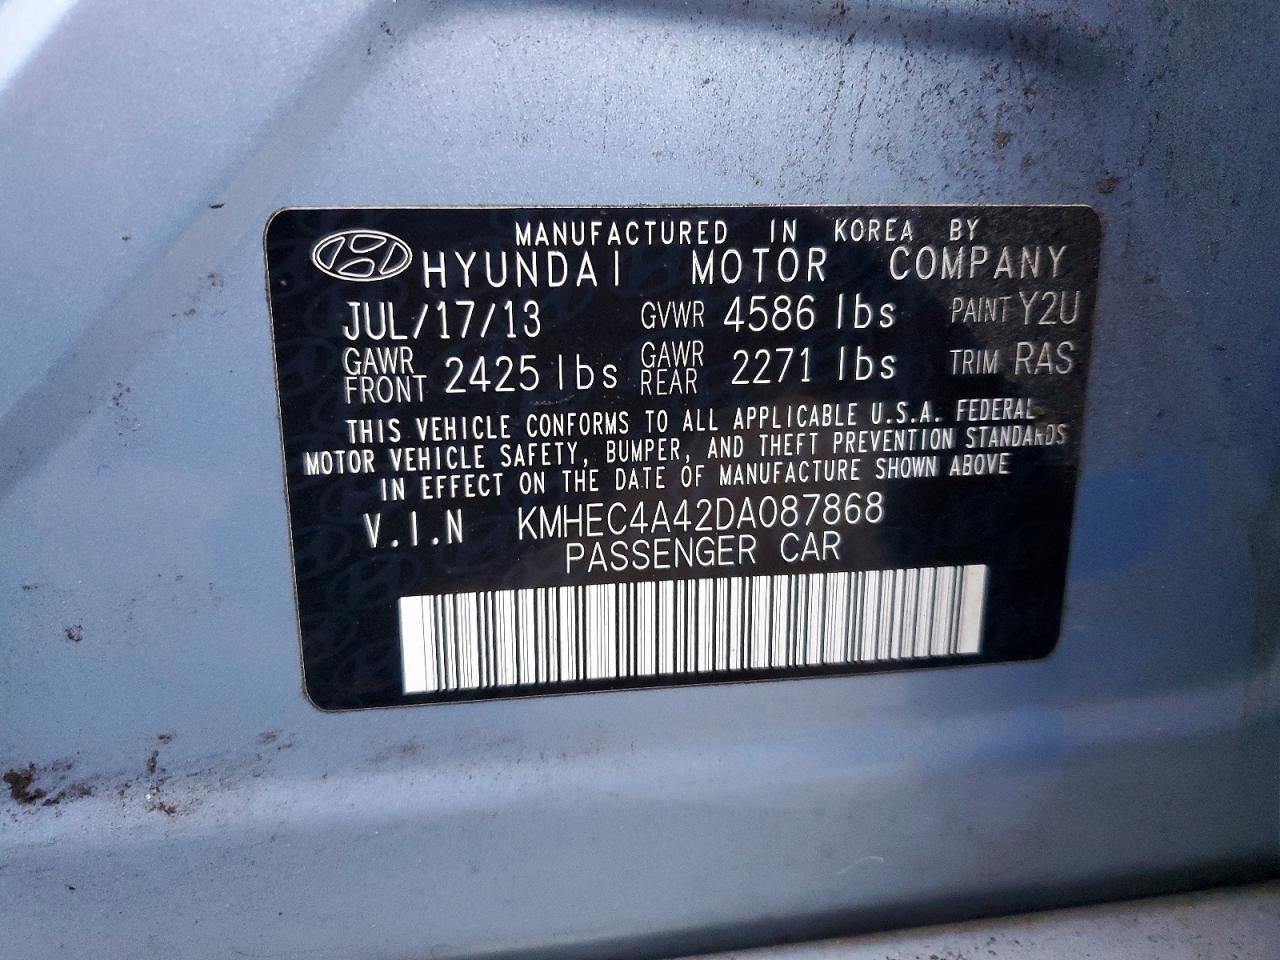 MANUFACTURED IN KOREA BY
HYUNDAI MOTOR COMPANY
JUL/17/13 GVWR 4586 lbs PAINT Y2U
GAWR FRONT 2425 lbs GAWR REAR 2271 lbs TRIM RAS
THIS VEHICLE CONFORMS TO ALL APPLICABLE U.S.A. FEDERAL
MOTOR VEHICLE SAFETY, BUMPER, AND THEFT PREVENTION STANDARDS
IN EFFECT ON THE DATE OF MANUFACTURE SHOWN ABOVE
V.I.N KMHEC4A42DA087868
PASSENGER CAR